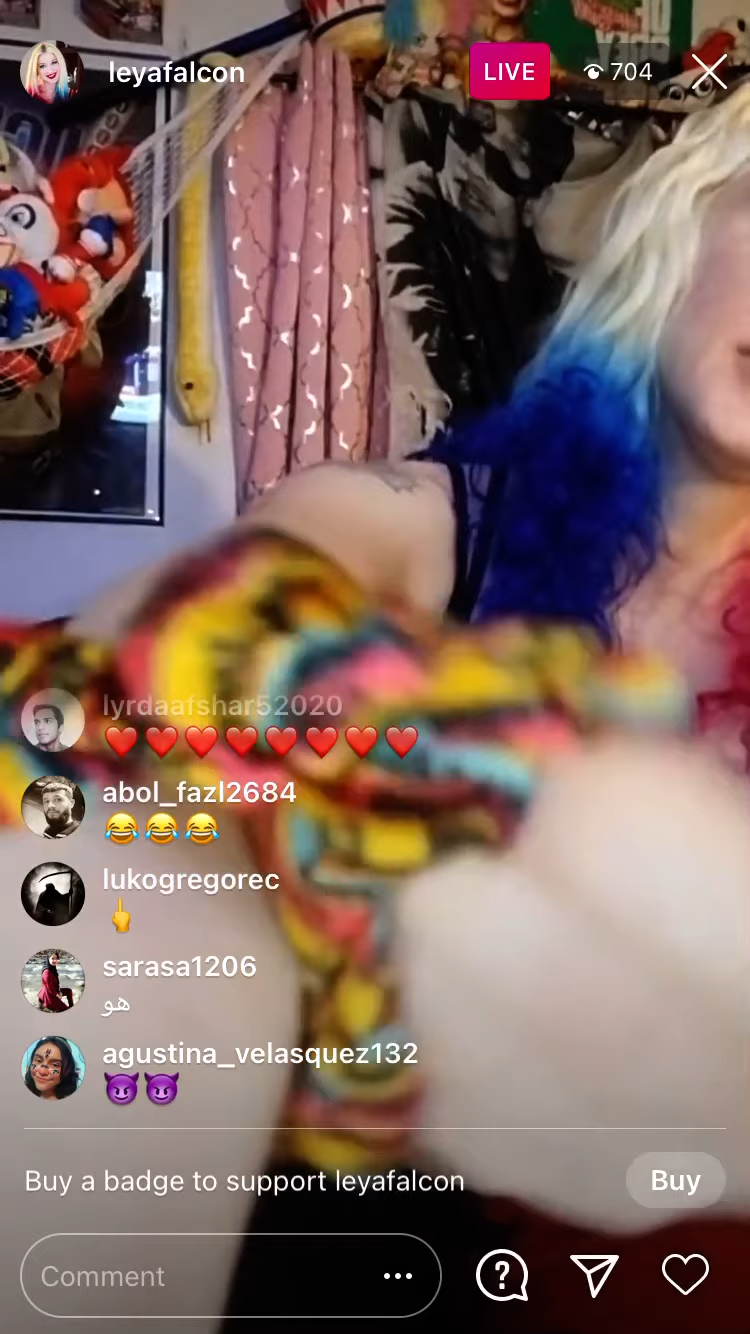 leyafalcon
LIVE
704
lyrdaafshar52020
❤️❤️❤️❤️❤️❤️❤️❤️
abol_fazl2684
😂😂😂
lukogregorec
🖕
sarasa1206
هو
agustina_velasquez132
😈😈
Buy a badge to support leyafalcon
Buy
Comment